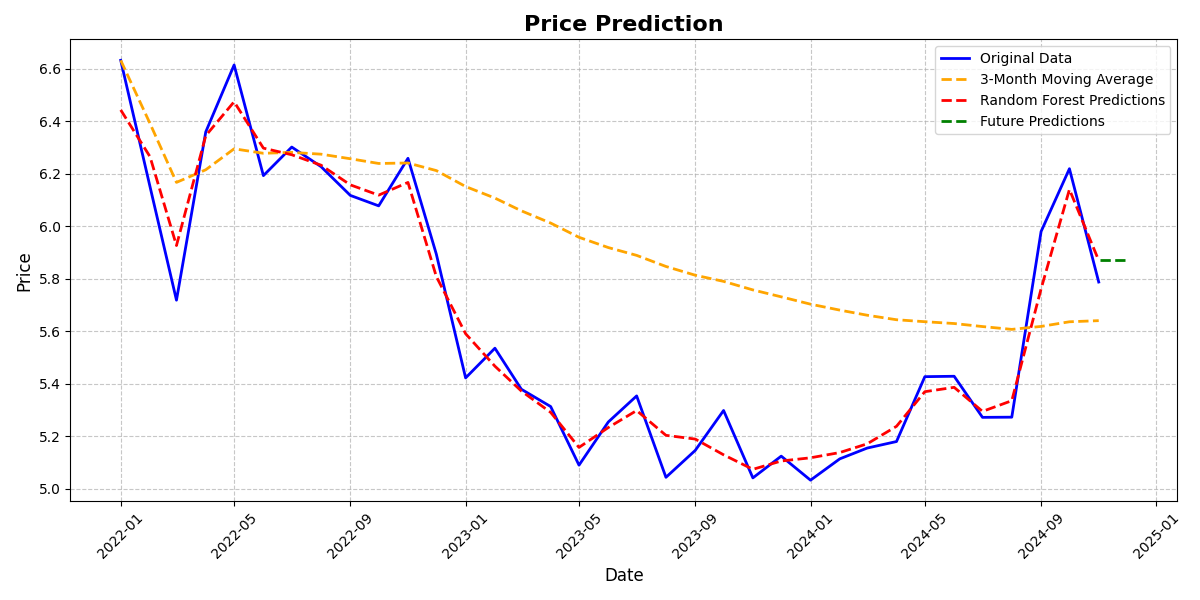 Price Prediction
Original Data
3-Month Moving Average
Random Forest Predictions
Future Predictions
Price
6.6
6.4
6.2
6.0
5.8
5.6
5.4
5.2
5.0
2022-01
2022-05
2022-09
2023-01
2023-05
2023-09
2024-01
2024-05
2024-09
2025-01
Date